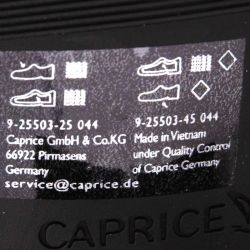 9-25503-25 044
Caprice GmbH & Co.KG
66922 Pirmasens
Germany
service@caprice.de
9-25503-45 044
Made in Vietnam
under Quality Control
of Caprice Germany
CAPRICE